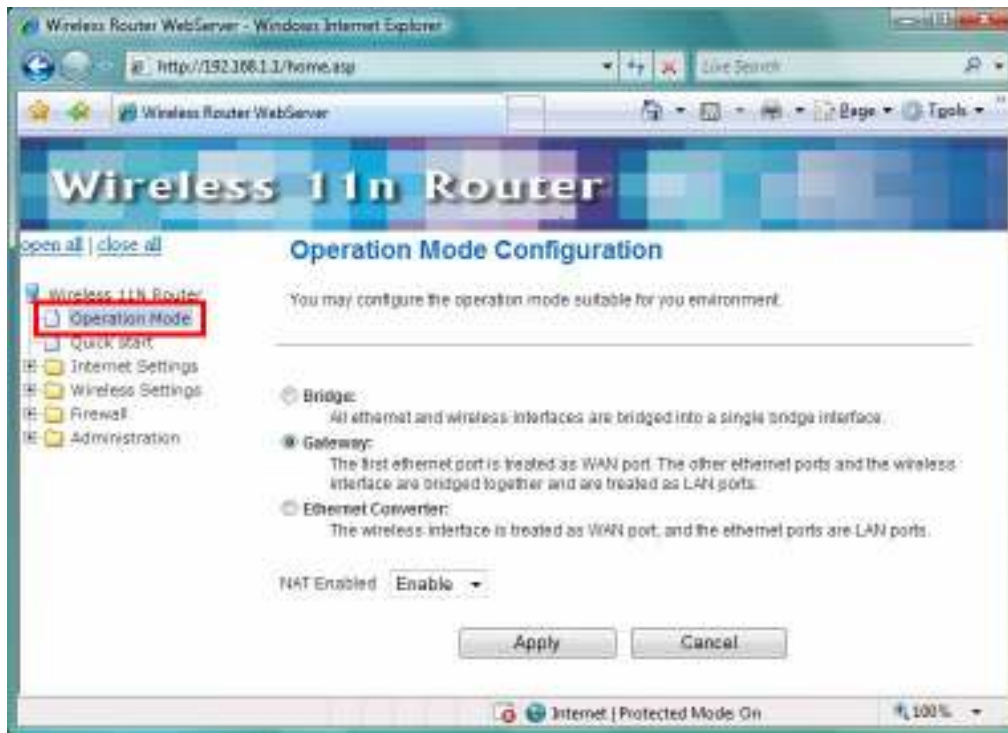 Wireless Router WebServer - Windows Internet Explorer
http://192.168.1.1/home.asp
Live Search
Wireless Router WebServer
Page
Tools
Wireless 11n Router
open all | close all
Wireless 11N Router
Operation Mode
Quick Start
Internet Settings
Wireless Settings
Firewall
Administration
Operation Mode Configuration
You may configure the operation mode suitable for you environment.
Bridge:
All ethernet and wireless interfaces are bridged into a single bridge interface.
Gateway:
The first ethernet port is treated as WAN port. The other ethernet ports and the wireless
interface are bridged together and are treated as LAN ports.
Ethernet Converter:
The wireless interface is treated as WAN port, and the ethernet ports are LAN ports.
NAT Enabled Enable
Apply Cancel
Internet | Protected Mode: On
100%